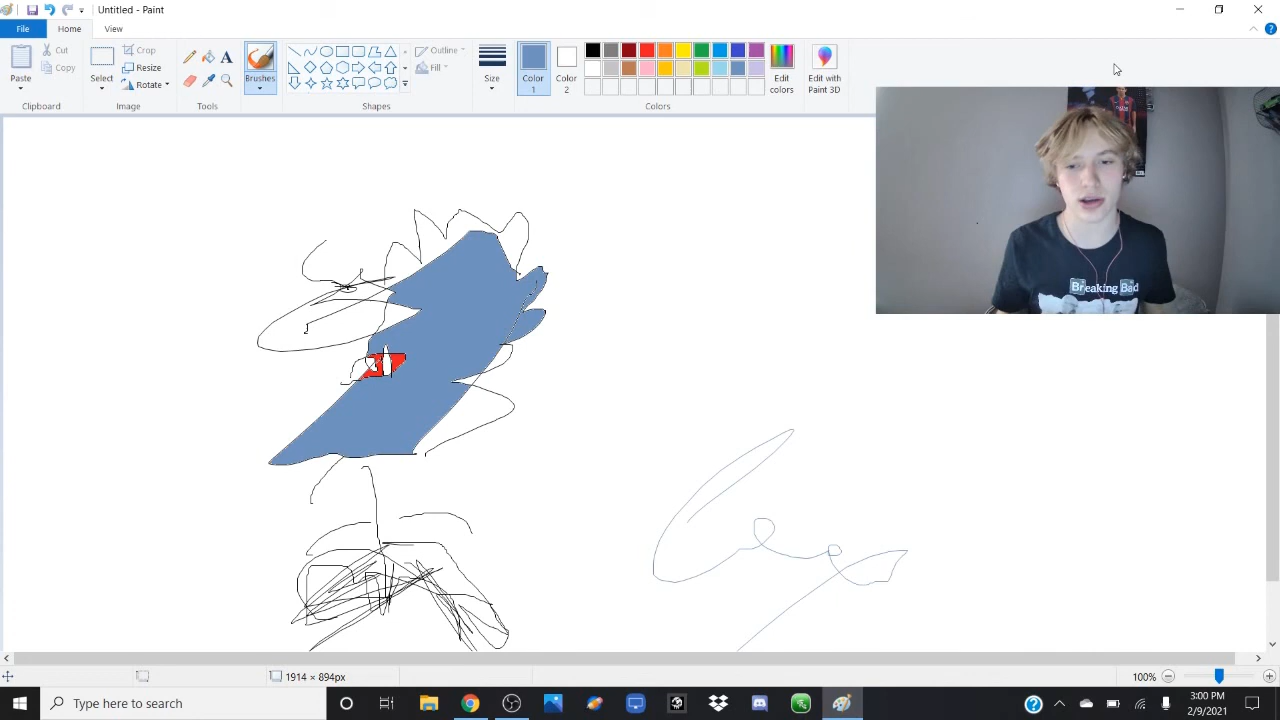 Untitled - Paint
File Home View
Paste
Cut
Copy
Clipboard
Select
Crop
Resize
Rotate
Image
A
Tools
Brushes
Outline
Fill
Shapes
Size
Color 1
Color 2
Edit colors
Edit with Paint 3D
Colors
Breaking Bad
1914 × 894px
100%
Type here to search
3:00 PM
2/9/2021